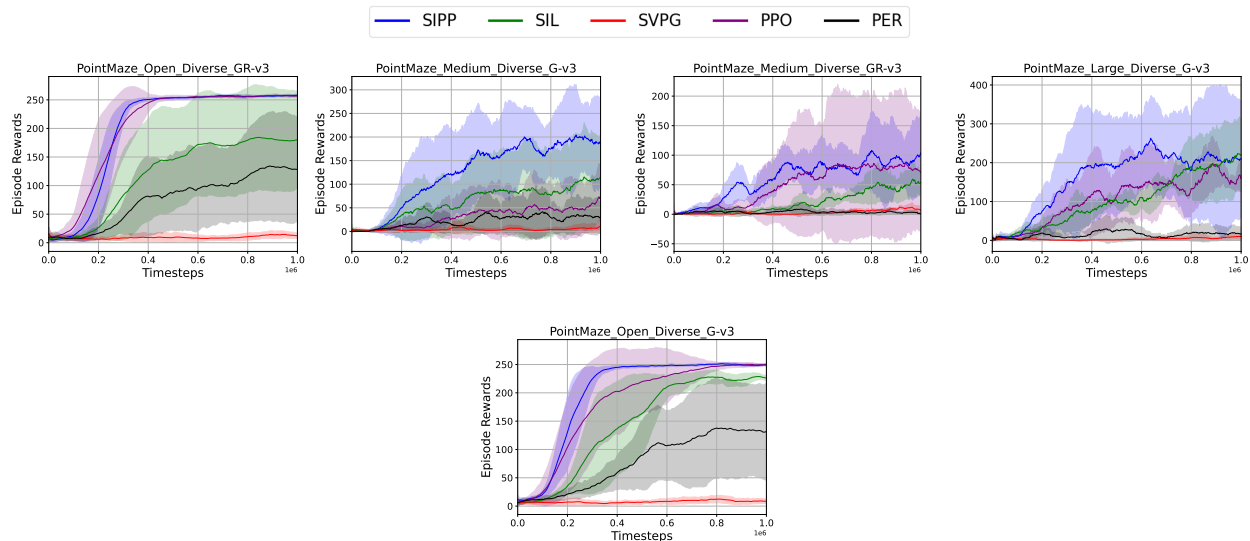 SIPP SIL SVPG PPO PER
PointMaze_Open_Diverse_GR-v3
250
200
150
100
50
0
Episode Rewards
0.0 0.2 0.4 0.6 0.8 1.0
1e6
Timesteps
PointMaze_Medium_Diverse_G-v3
300
250
200
150
100
50
0
Episode Rewards
0.0 0.2 0.4 0.6 0.8 1.0
1e6
Timesteps
PointMaze_Medium_Diverse_GR-v3
200
150
100
50
0
−50
Episode Rewards
0.0 0.2 0.4 0.6 0.8 1.0
1e6
Timesteps
PointMaze_Large_Diverse_G-v3
400
300
200
100
0
Episode Rewards
0.0 0.2 0.4 0.6 0.8 1.0
1e6
Timesteps
PointMaze_Open_Diverse_G-v3
250
200
150
100
50
0
Episode Rewards
0.0 0.2 0.4 0.6 0.8 1.0
1e6
Timesteps